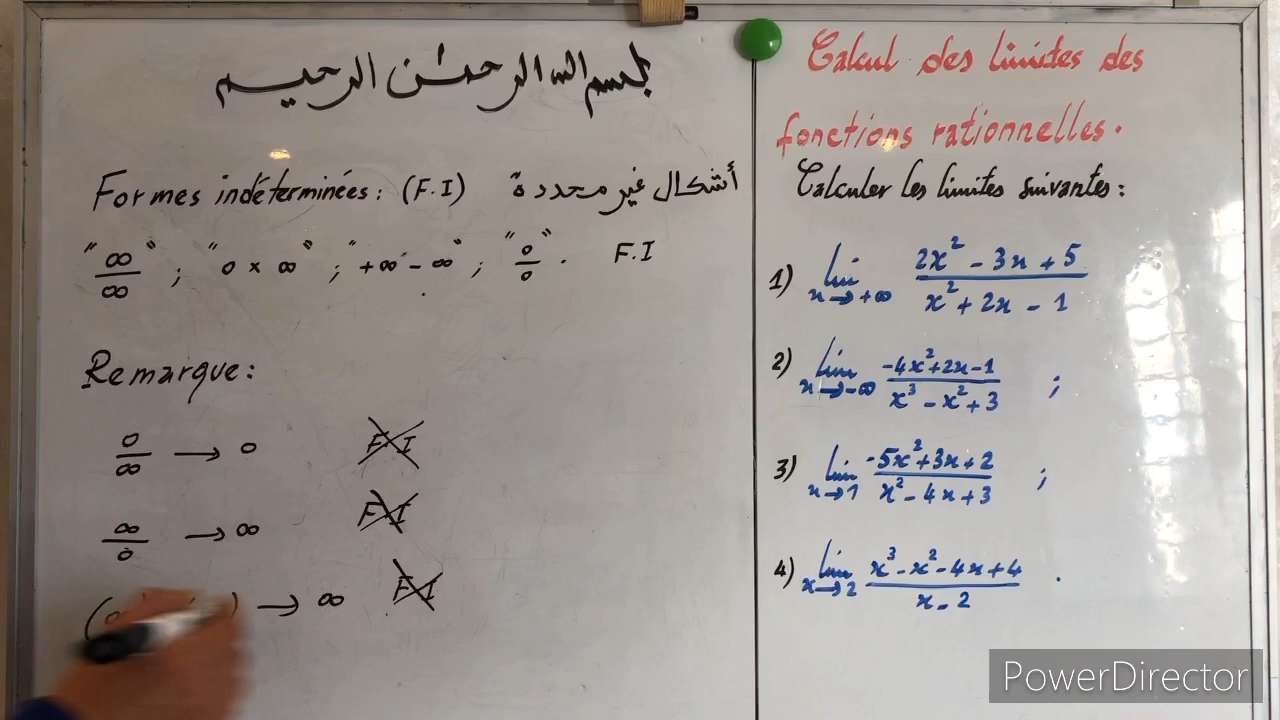 بسم الله الرحمٰن الرحيم
Formes indéterminées : (F.I) أشكال غير محددة
"∞/∞" ; "0 × ∞" ; "+∞ - ∞" ; "0/0" . F.I
Remarque :
0/∞ → 0 F.I
∞/0 → ∞ F.I
( ) → ∞ F.I
Calcul des limites des
fonctions rationnelles.
Calculer les limites suivantes :
1) lim x→+∞ (2x² - 3x + 5)/(x² + 2x - 1)
2) lim x→-∞ (-4x²+2x-1)/(x³ - x² + 3) ;
3) lim x→1 (-5x²+3x+2)/(x² - 4x + 3) ;
4) lim x→2 (x³ - x² - 4x + 4)/(x - 2) .
PowerDirector